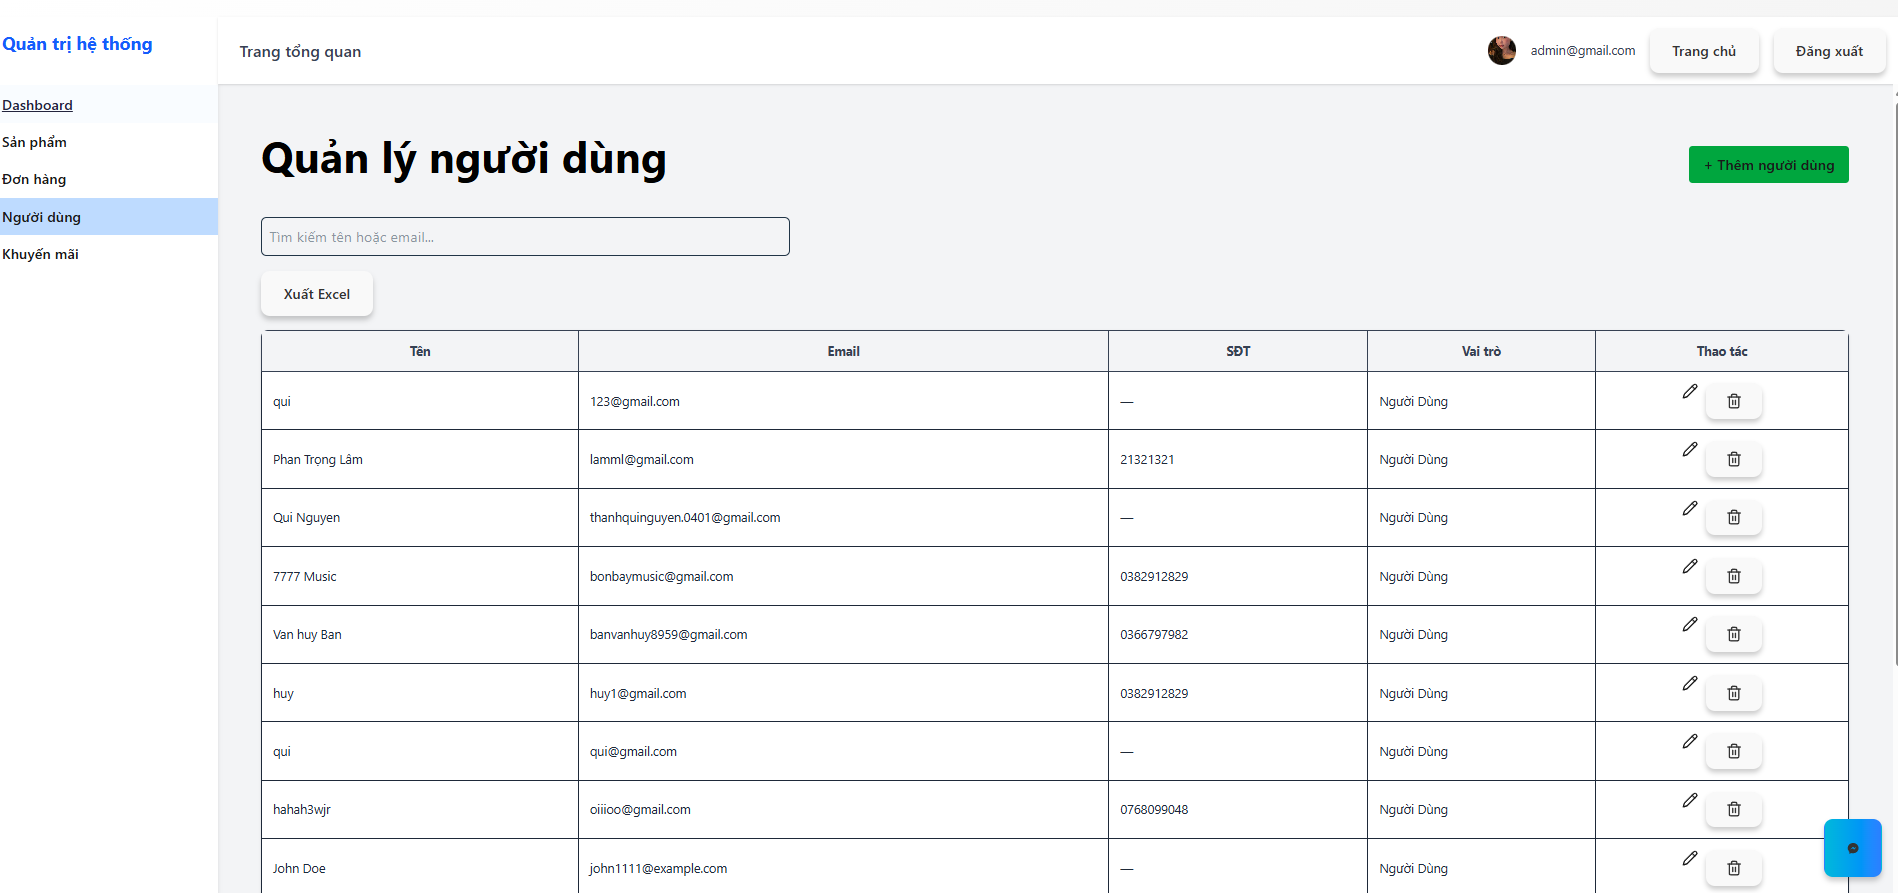 Quản trị hệ thống
Trang tổng quan
admin@gmail.com
Trang chủ
Đăng xuất
Dashboard
Sản phẩm
Đơn hàng
Người dùng
Khuyến mãi
Quản lý người dùng
+ Thêm người dùng
Tìm kiếm tên hoặc email...
Xuất Excel
Tên Email SĐT Vai trò Thao tác
qui 123@gmail.com — Người Dùng
Phan Trọng Lâm lamml@gmail.com 21321321 Người Dùng
Qui Nguyen thanhquinguyen.0401@gmail.com — Người Dùng
7777 Music bonbaymusic@gmail.com 0382912829 Người Dùng
Van huy Ban banvanhuy8959@gmail.com 0366797982 Người Dùng
huy huy1@gmail.com 0382912829 Người Dùng
qui qui@gmail.com — Người Dùng
hahah3wjr oiiioo@gmail.com 0768099048 Người Dùng
John Doe john1111@example.com — Người Dùng